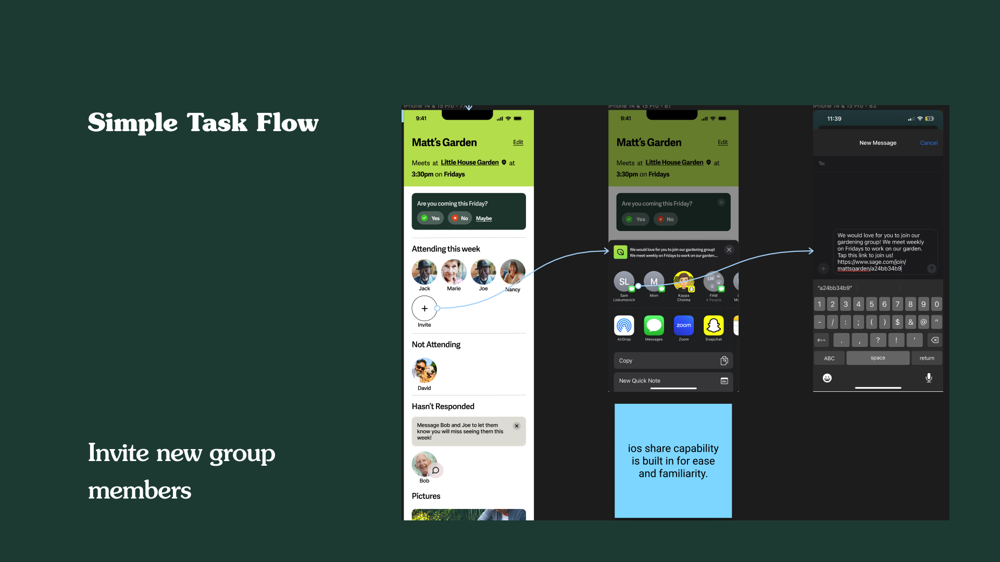 Simple Task Flow
Invite new group
members
iPhone 14 & 15 Pro - 77
9:41
Matt's Garden
Edit
Meets at Little House Garden at
3:30pm on Fridays
Are you coming this Friday?
Yes
No
Maybe
Attending this week
Jack
Marie
Joe
Nancy
+
Invite
Not Attending
David
Hasn't Responded
Message Bob and Joe to let them
know you will miss seeing them this
week!
Bob
Pictures
iPhone 14 & 15 Pro - 81
9:41
Matt's Garden
Edit
Meets at Little House Garden at
3:30pm on Fridays
Are you coming this Friday?
Yes
No
We would love for you to join our gardening group!
We meet weekly on Fridays to work on our garden....
SL
M
LM
M
Sam
Liokumovich
Mom
Kappa
Choima
FAM
4 People
zoom
AirDrop
Messages
Zoom
Snapchat
Copy
New Quick Note
ios share capability
is built in for ease
and familiarity.
iPhone 14 & 15 Pro - 83
11:39
13
New Message
Cancel
To:
We would love for you to join our
gardening group! We meet weekly
on Fridays to work on our garden.
Tap this link to join us!
https://www.sage.com/join/
mattsgarden/a24bb34b9
"a24bb34b9"
1 2 3 4 5 6 7 8 9 0
- / : ; ( ) $ & @ "
#+= . , ? ! '
ABC
space
return